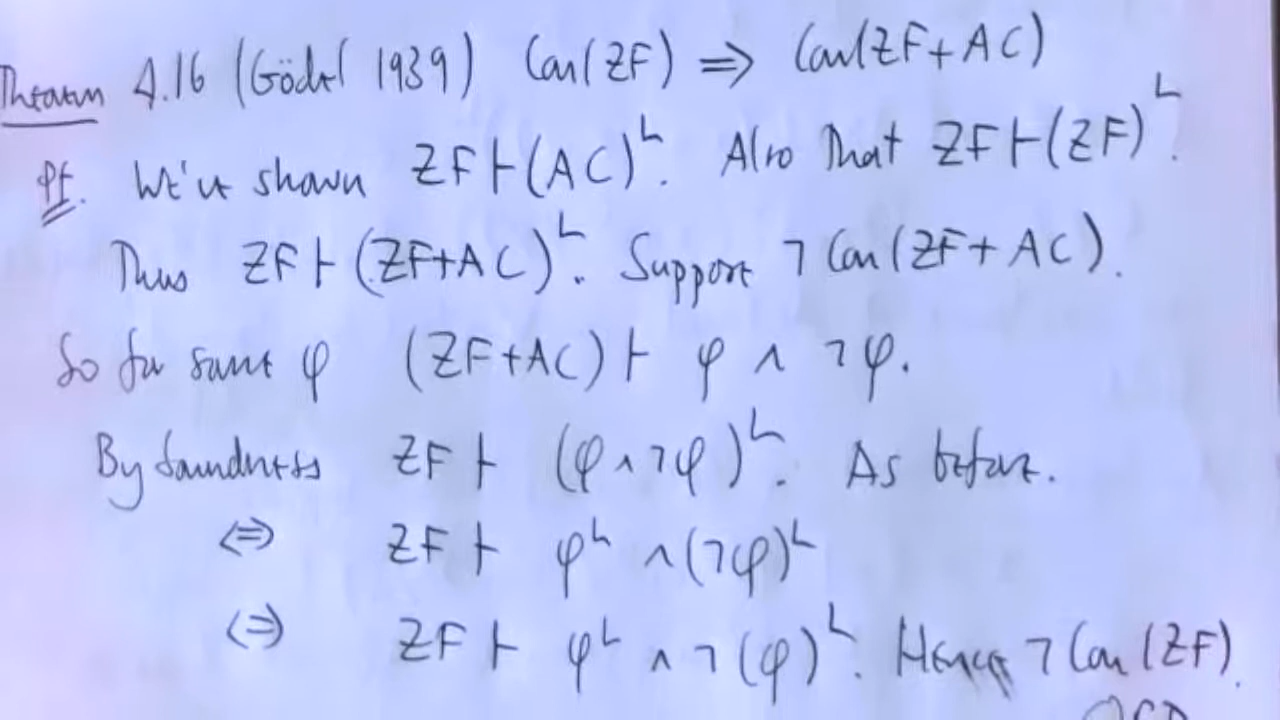 Theorem 4.16 (Gödel 1939) Con(ZF) ⇒ Con(ZF+AC)
Pf. We've shown ZF⊢(AC)^L. Also that ZF⊢(ZF)^L.
Thus ZF⊢(ZF+AC)^L. Suppose ¬Con(ZF+AC).
So for some φ (ZF+AC)⊢ φ ∧ ¬φ.
By Soundness ZF⊢ (φ∧¬φ)^L. As before.
⇔ ZF⊢ φ^L ∧(¬φ)^L
⇔ ZF⊢ φ^L ∧¬(φ)^L. Hence ¬Con(ZF).
QED